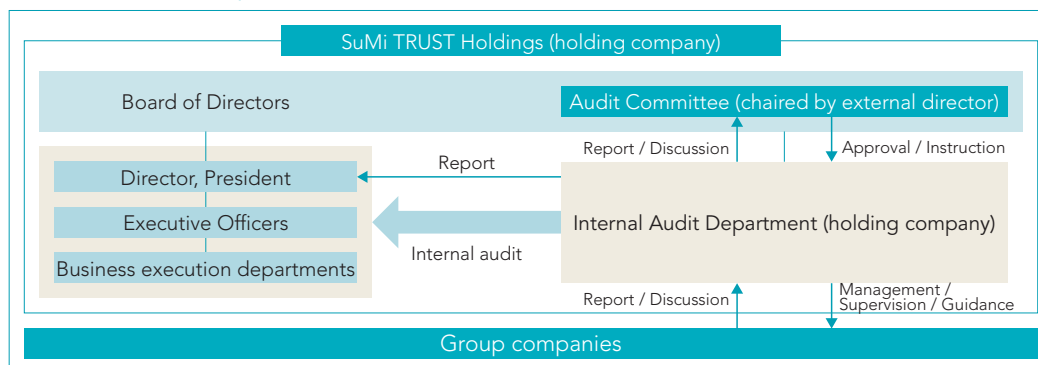 SuMi TRUST Holdings (holding company)
Board of Directors
Audit Committee (chaired by external director)
Report / Discussion
Approval / Instruction
Director, President
Report
Executive Officers
Internal Audit Department (holding company)
Internal audit
Business execution departments
Report / Discussion
Management /
Supervision / Guidance
Group companies